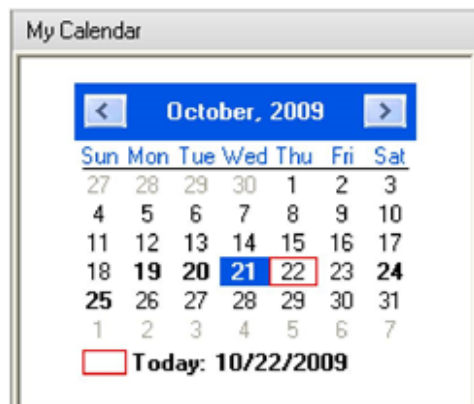 My Calendar
October, 2009
Sun Mon Tue Wed Thu Fri Sat
27 28 29 30 1 2 3
4 5 6 7 8 9 10
11 12 13 14 15 16 17
18 19 20 21 22 23 24
25 26 27 28 29 30 31
1 2 3 4 5 6 7
Today: 10/22/2009